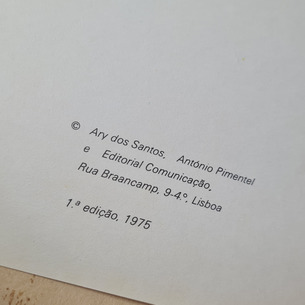 © Ary dos Santos, António Pimentel
e Editorial Comunicação,
Rua Braancamp, 9-4.º, Lisboa
1.ª edição, 1975